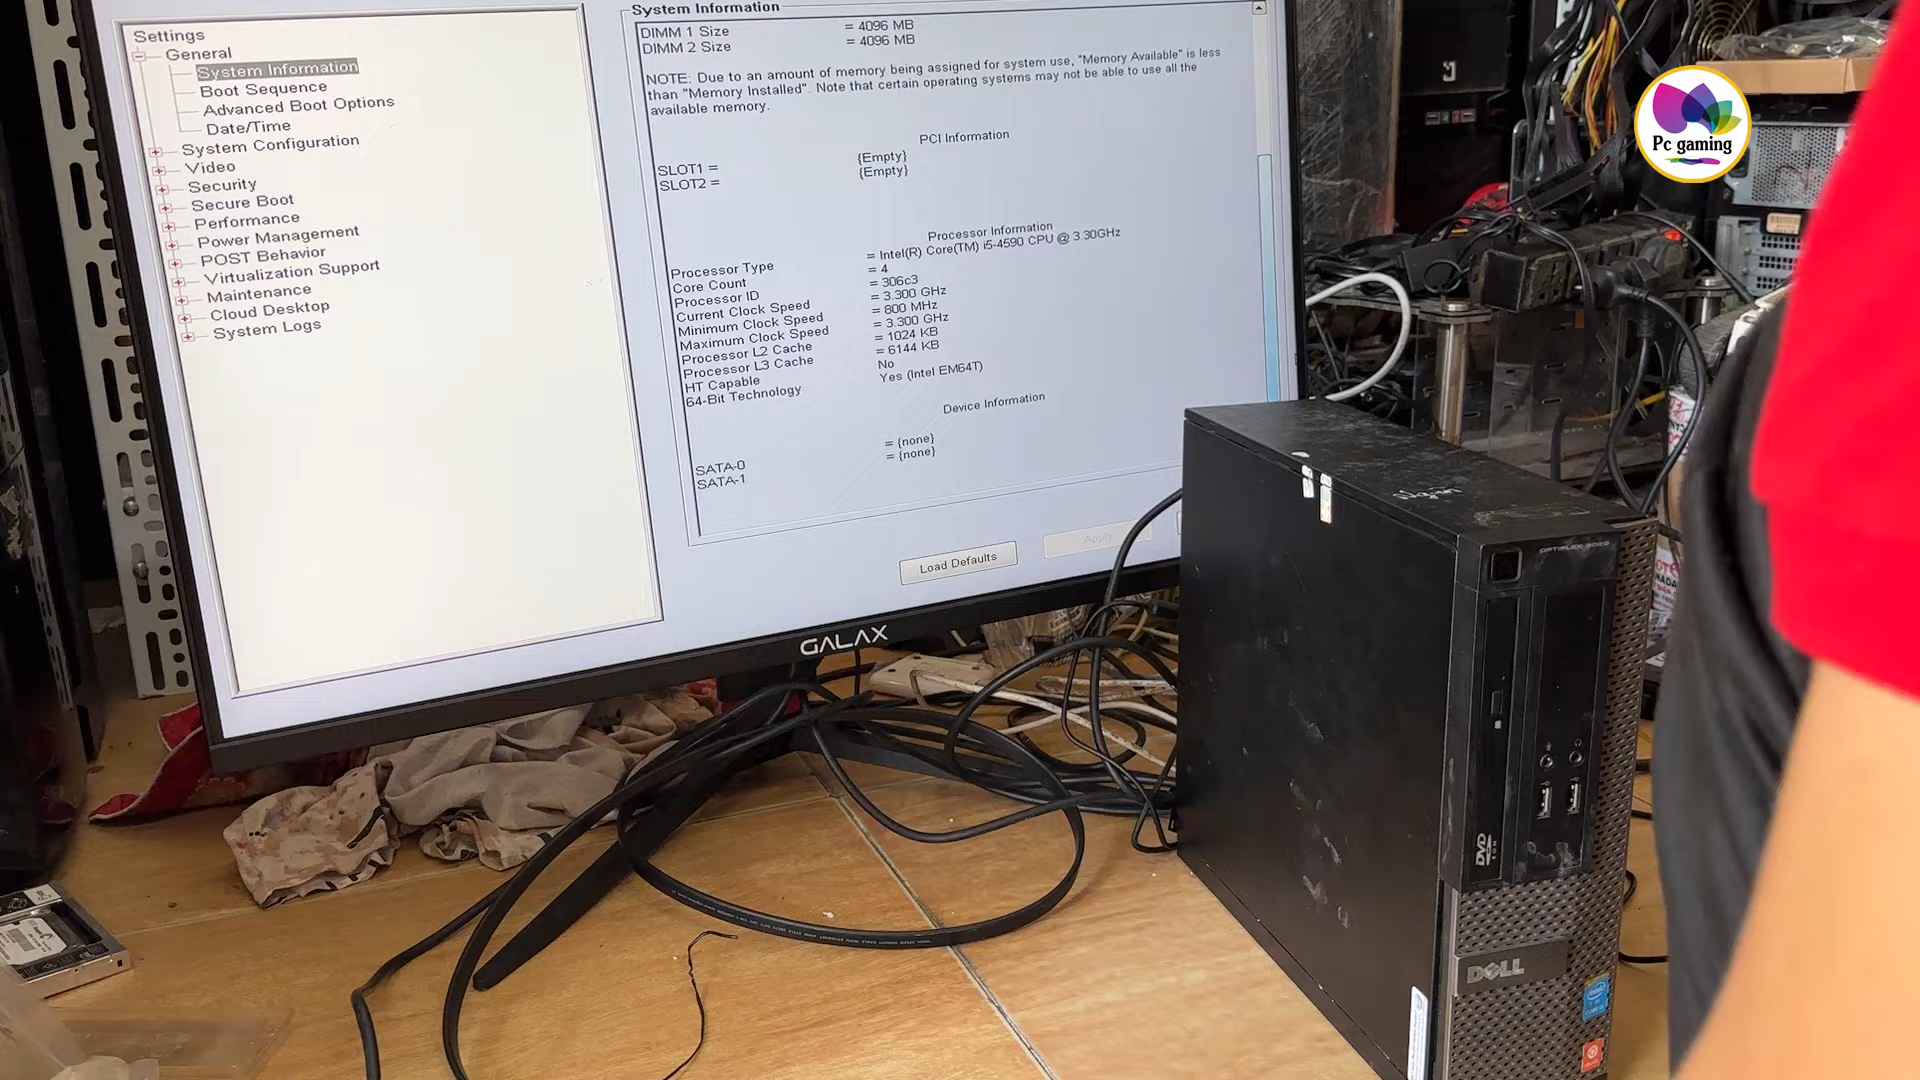 Settings
General
System Information
Boot Sequence
Advanced Boot Options
Date/Time
System Configuration
Video
Security
Secure Boot
Performance
Power Management
POST Behavior
Virtualization Support
Maintenance
Cloud Desktop
System Logs
System Information
DIMM 1 Size = 4096 MB
DIMM 2 Size = 4096 MB
NOTE: Due to an amount of memory being assigned for system use, "Memory Available" is less
than "Memory Installed". Note that certain operating systems may not be able to use all the
available memory.
PCI Information
SLOT1 = {Empty}
SLOT2 = {Empty}
Processor Information
Processor Type = Intel(R) Core(TM) i5-4590 CPU @ 3.30GHz
Core Count = 4
Processor ID = 306c3
Current Clock Speed = 3.300 GHz
Minimum Clock Speed = 800 MHz
Maximum Clock Speed = 3.300 GHz
Processor L2 Cache = 1024 KB
Processor L3 Cache = 6144 KB
HT Capable No
64-Bit Technology Yes (Intel EM64T)
Device Information
SATA-0 = {none}
SATA-1 = {none}
Load Defaults
Apply
GALAX
Pc gaming
OPTIPLEX 3020
DVD
ROM
DELL